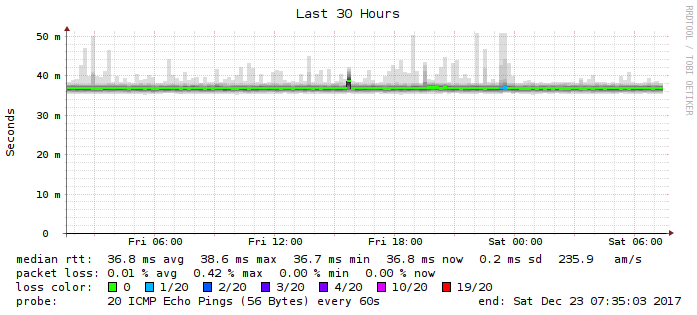 Last 30 Hours
RRDTOOL / TOBI OETIKER
Seconds
50 m
40 m
30 m
20 m
10 m
0
Fri 06:00 Fri 12:00 Fri 18:00 Sat 00:00 Sat 06:00
median rtt: 36.8 ms avg 38.6 ms max 36.7 ms min 36.8 ms now 0.2 ms sd 235.9 am/s
packet loss: 0.01 % avg 0.42 % max 0.00 % min 0.00 % now
loss color: 0 1/20 2/20 3/20 4/20 10/20 19/20
probe: 20 ICMP Echo Pings (56 Bytes) every 60s end: Sat Dec 23 07:35:03 2017